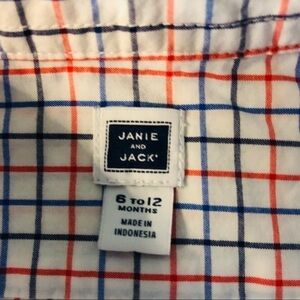 JANIE
AND
JACK®
6 TO 12
MONTHS
MADE IN
INDONESIA